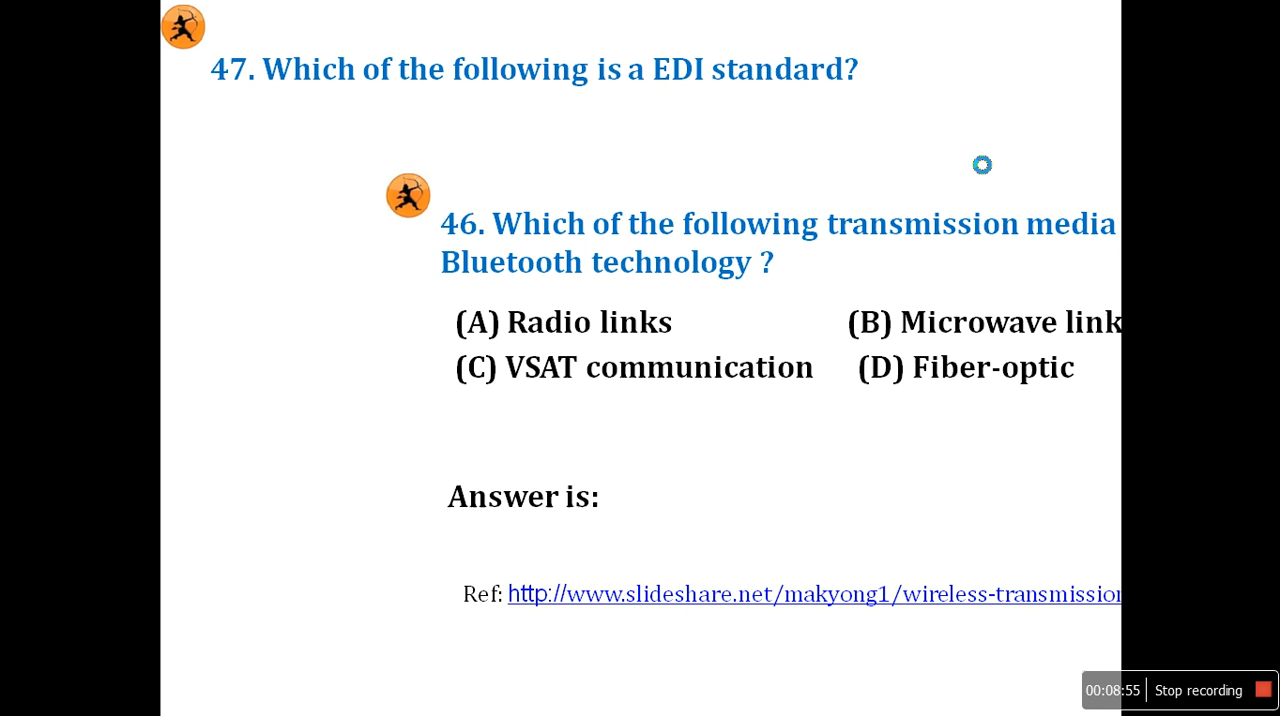 47. Which of the following is a EDI standard?
46. Which of the following transmission media
Bluetooth technology ?
(A) Radio links (B) Microwave link
(C) VSAT communication (D) Fiber-optic
Answer is:
Ref: http://www.slideshare.net/makyong1/wireless-transmission
00:08:55 Stop recording